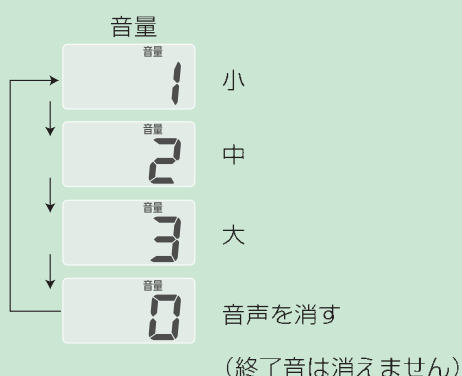 音量
音量
1 小
音量
2 中
音量
3 大
音量
0 音声を消す
（終了音は消えません）